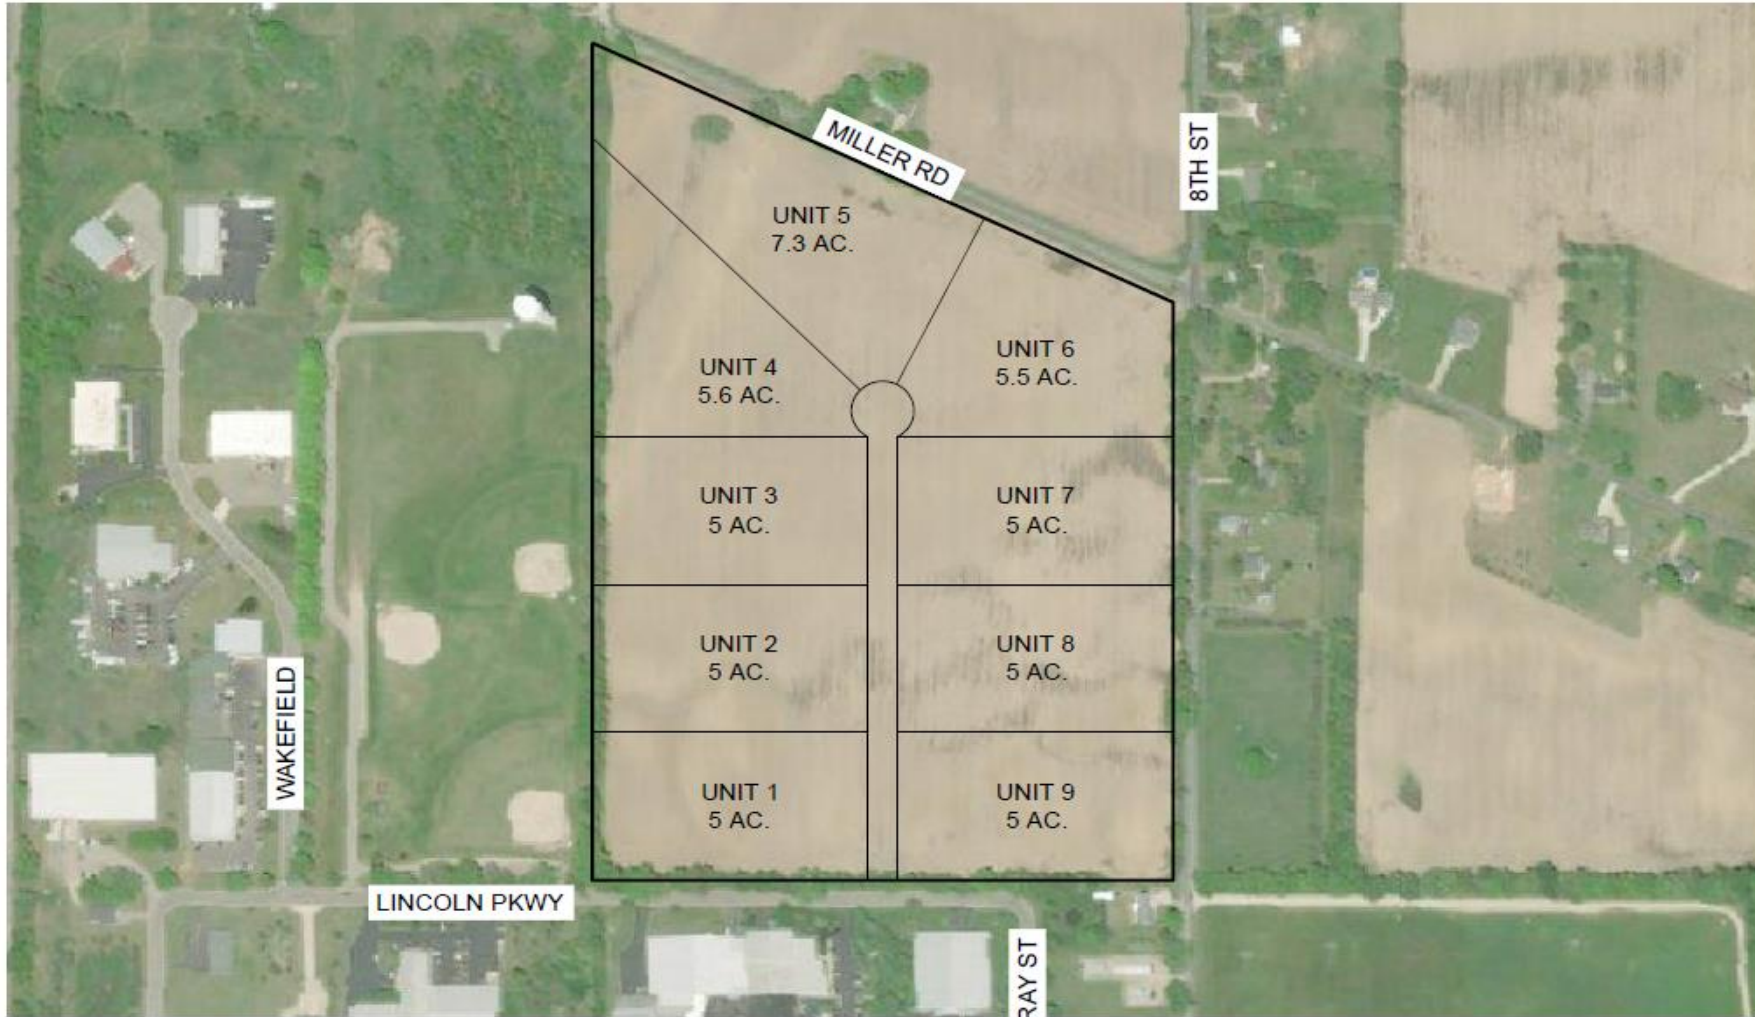 MILLER RD
8TH ST
UNIT 5
7.3 AC.
UNIT 4
5.6 AC.
UNIT 6
5.5 AC.
UNIT 3
5 AC.
UNIT 7
5 AC.
UNIT 2
5 AC.
UNIT 8
5 AC.
WAKEFIELD
UNIT 1
5 AC.
UNIT 9
5 AC.
LINCOLN PKWY
RAY ST